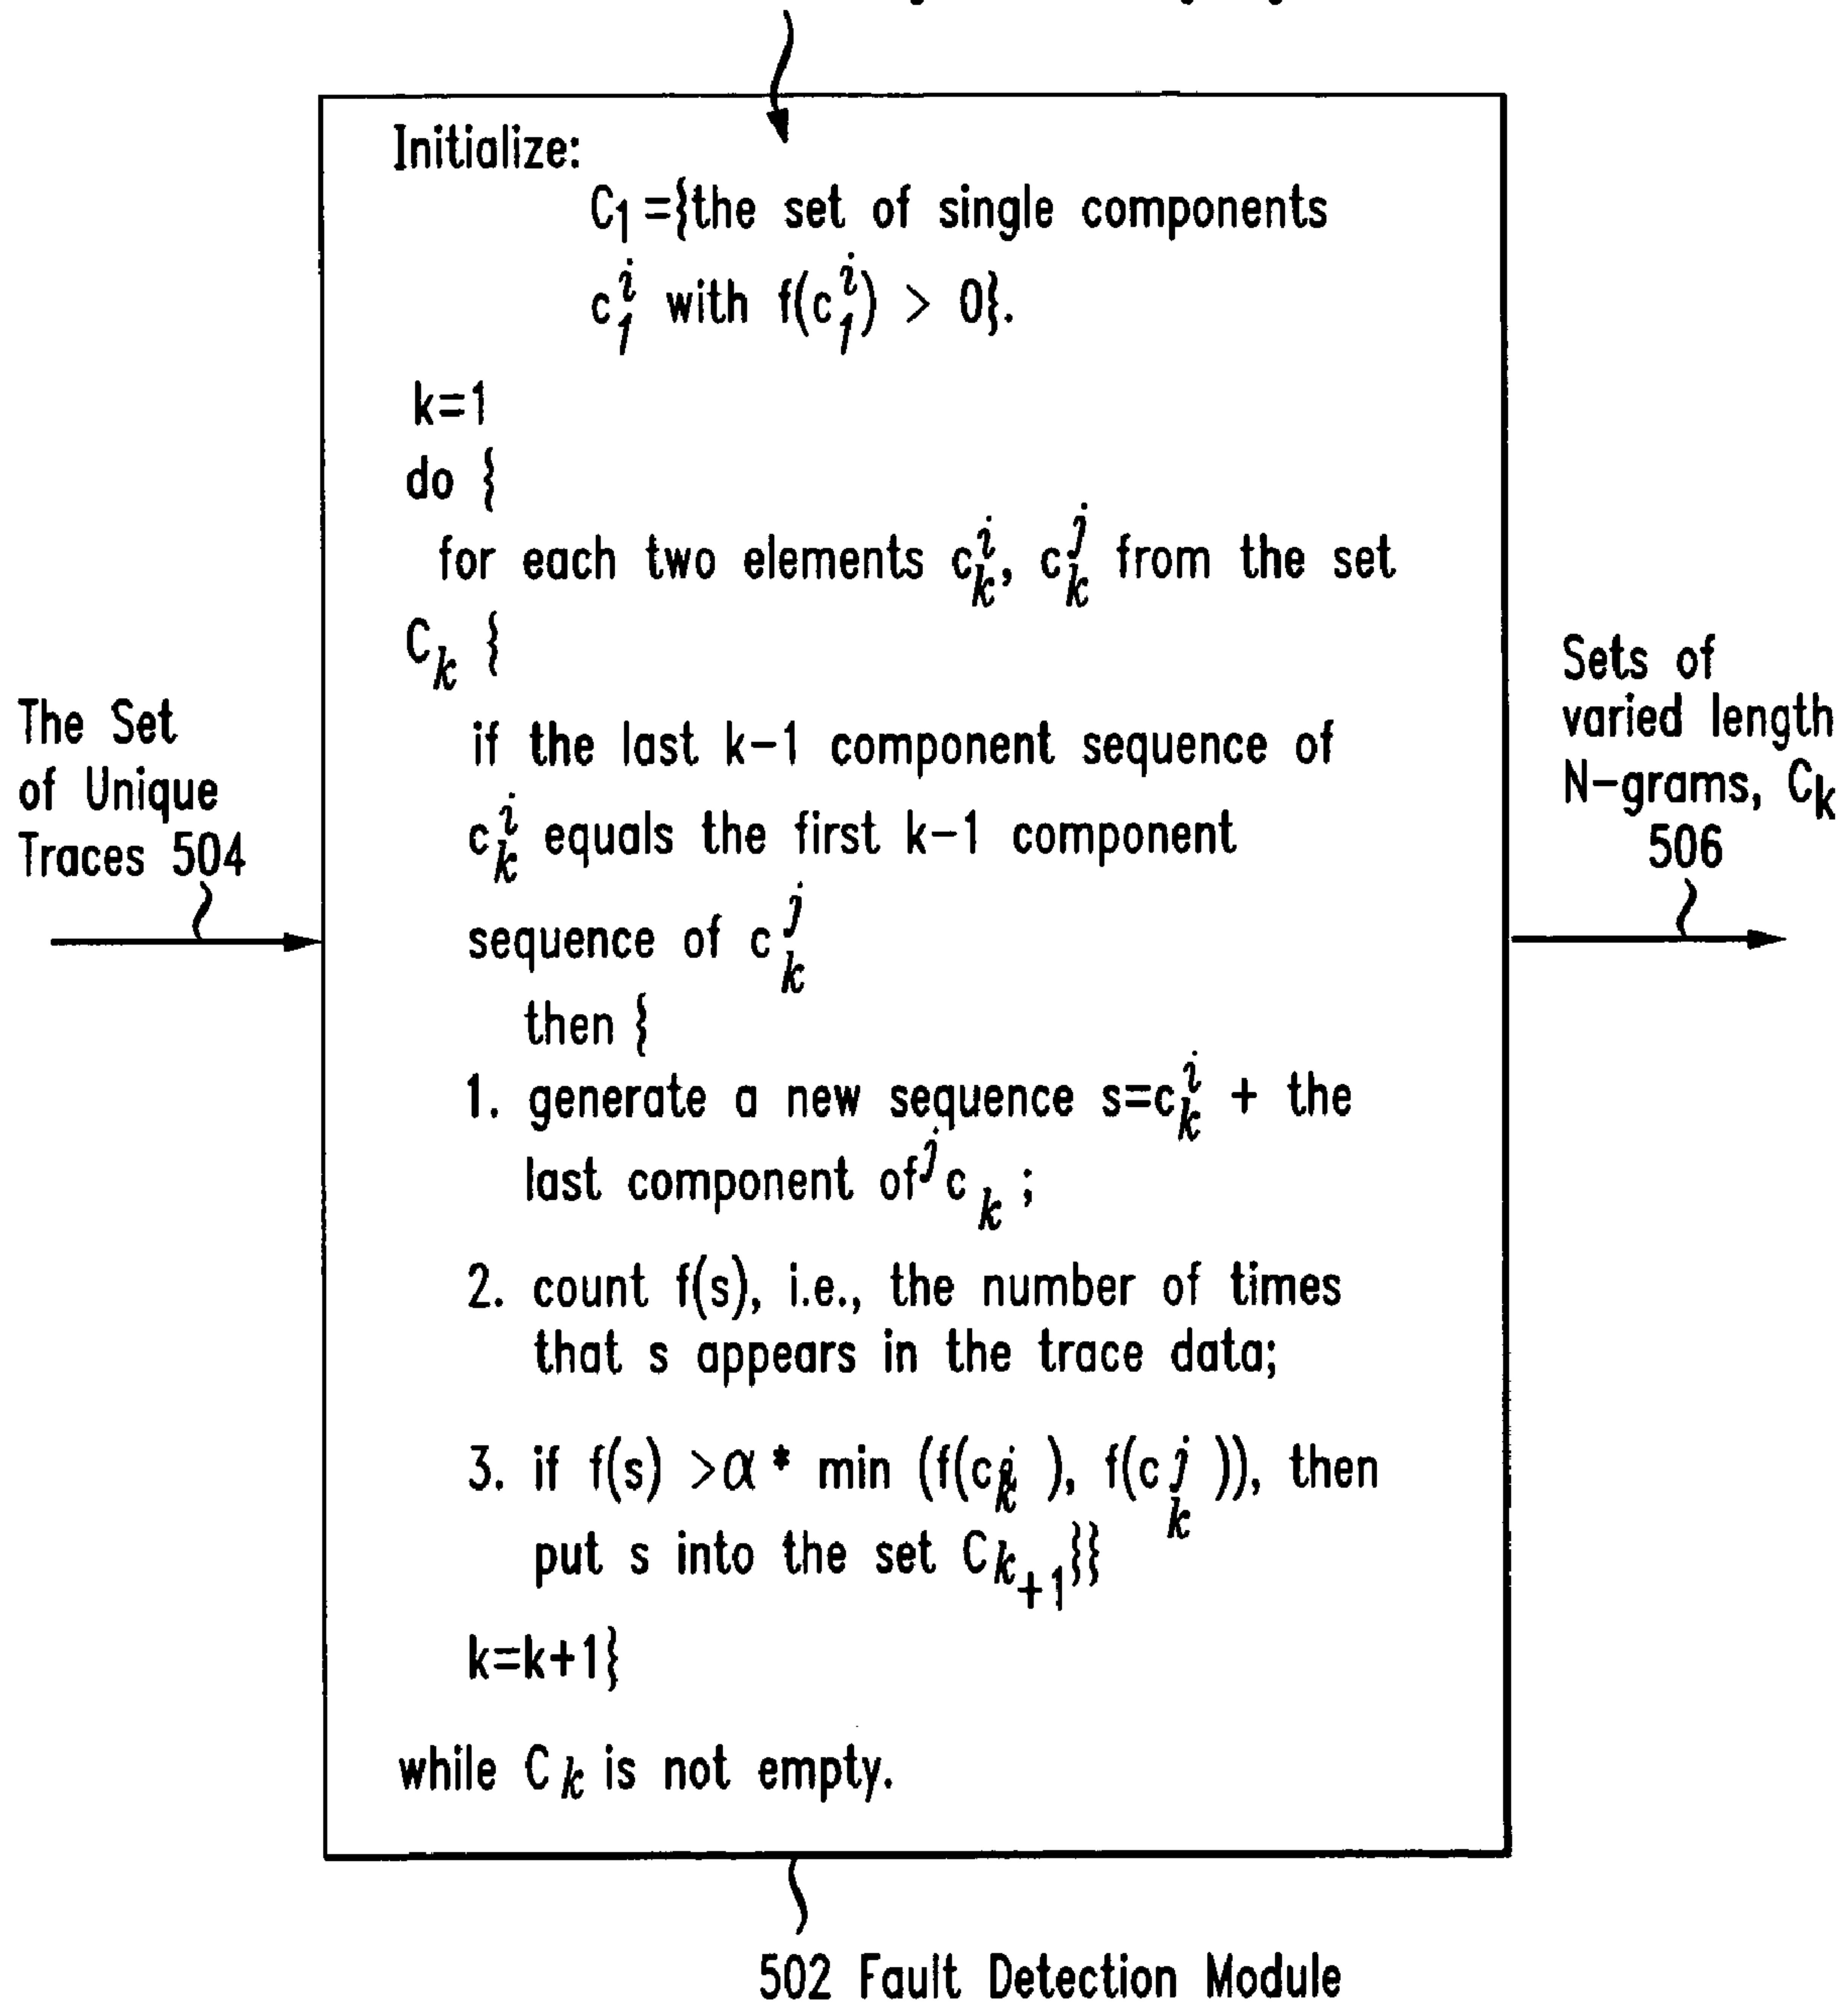 Initialize:
C₁={the set of single components
c₁ⁱ with f(c₁ⁱ) > 0}.
k=1
do {
for each two elements cₖⁱ, cₖʲ from the set
Cₖ {
if the last k-1 component sequence of
cₖⁱ equals the first k-1 component
sequence of cₖʲ
then {
1. generate a new sequence s=cₖⁱ + the
last component of ʲcₖ ;
2. count f(s), i.e., the number of times
that s appears in the trace data;
3. if f(s) >α * min (f(cₖⁱ ), f(cₖʲ )), then
put s into the set Cₖ₊₁}}
k=k+1}
while Cₖ is not empty.
The Set
of Unique
Traces 504
Sets of
varied length
N-grams, Cₖ
506
502 Fault Detection Module